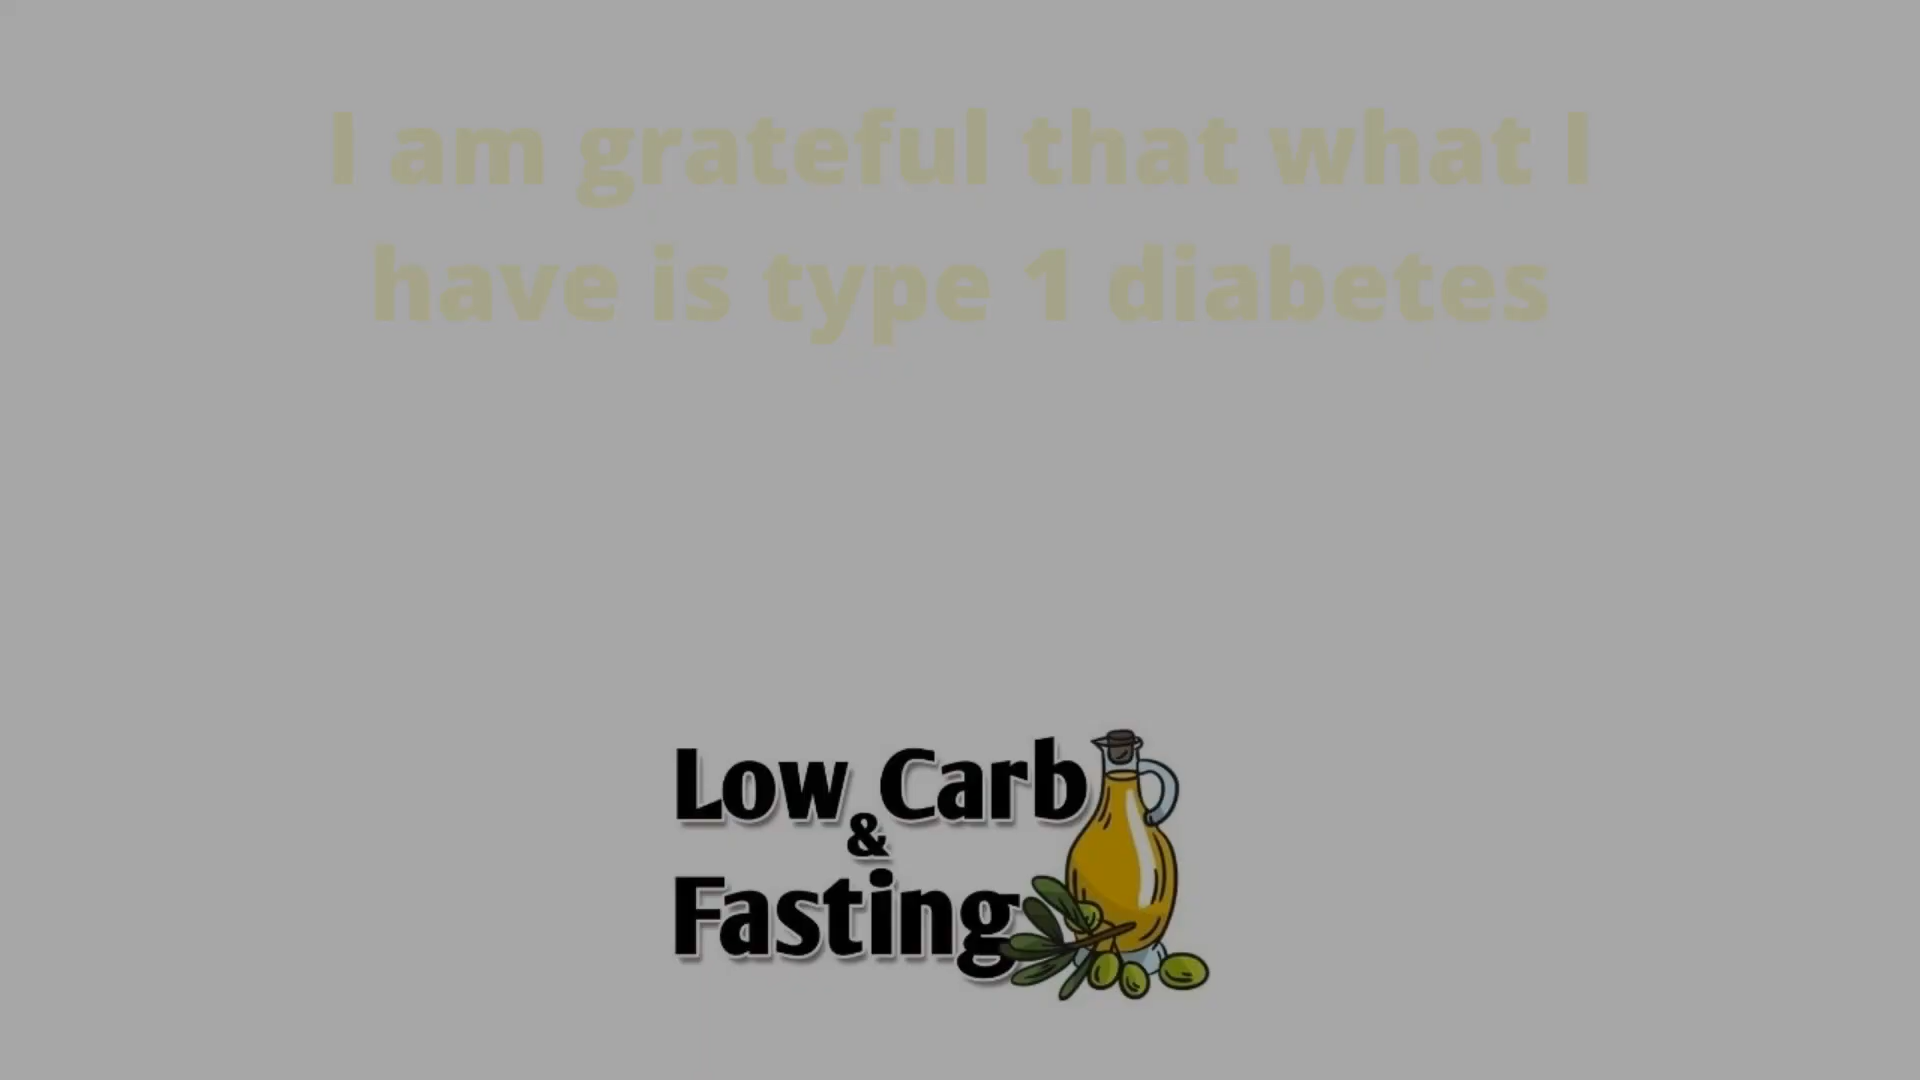 I am grateful that what I
have is type 1 diabetes
Low Carb
&
Fasting